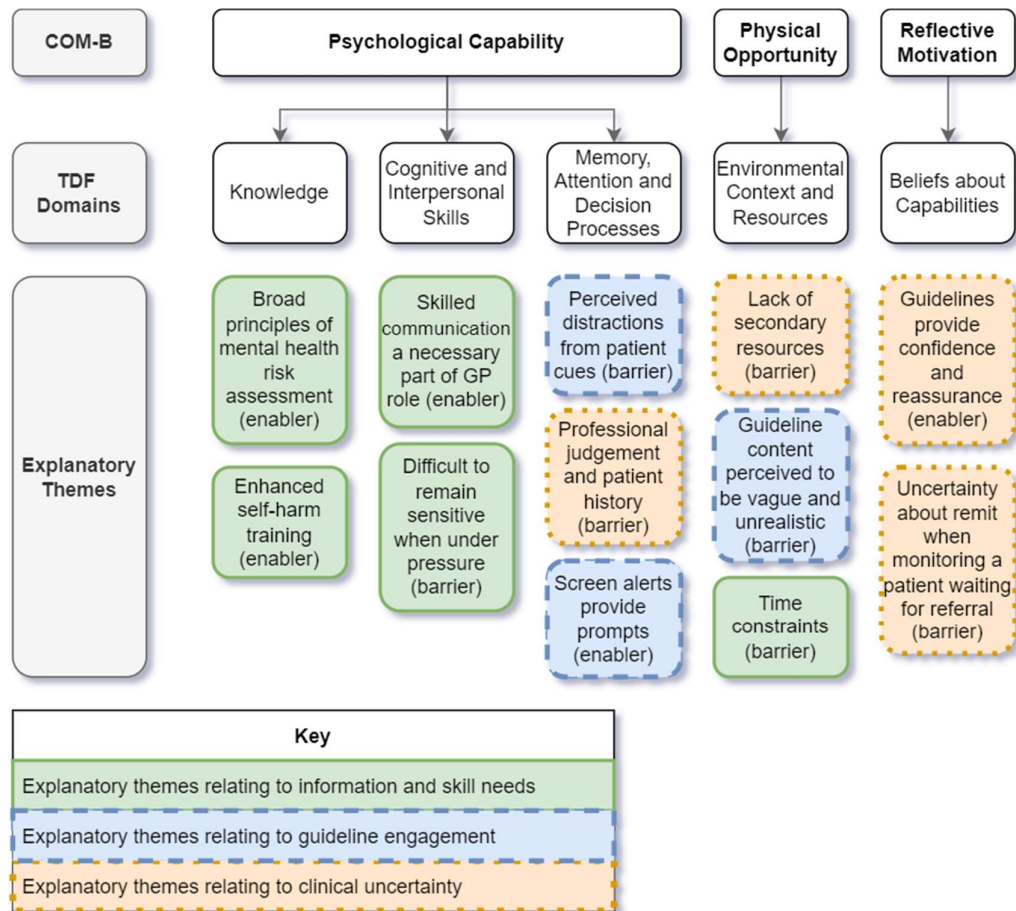 COM-B
Psychological Capability
Physical
Opportunity
Reflective
Motivation
TDF
Domains
Knowledge
Cognitive and
Interpersonal
Skills
Memory,
Attention and
Decision
Processes
Environmental
Context and
Resources
Beliefs about
Capabilities
Explanatory
Themes
Broad
principles of
mental health
risk
assessment
(enabler)
Enhanced
self-harm
training
(enabler)
Skilled
communication
a necessary
part of GP
role (enabler)
Difficult to
remain
sensitive
when under
pressure
(barrier)
Perceived
distractions
from patient
cues (barrier)
Professional
judgement
and patient
history
(barrier)
Screen alerts
provide
prompts
(enabler)
Lack of
secondary
resources
(barrier)
Guideline
content
perceived to
be vague and
unrealistic
(barrier)
Time
constraints
(barrier)
Guidelines
provide
confidence
and
reassurance
(enabler)
Uncertainty
about remit
when
monitoring a
patient waiting
for referral
(barrier)
Key
Explanatory themes relating to information and skill needs
Explanatory themes relating to guideline engagement
Explanatory themes relating to clinical uncertainty